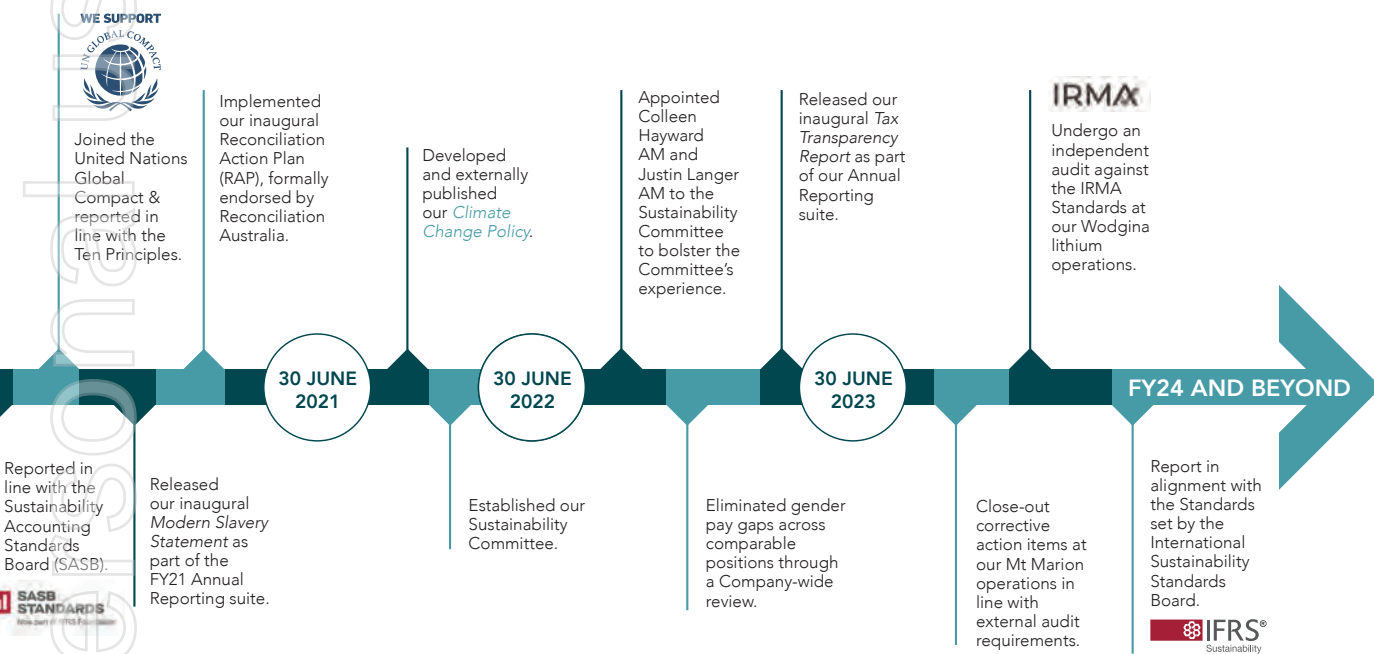 WE SUPPORT
UN GLOBAL COMPACT
Joined the
United Nations
Global
Compact &
reported in
line with the
Ten Principles.
Implemented
our inaugural
Reconciliation
Action Plan
(RAP), formally
endorsed by
Reconciliation
Australia.
Developed
and externally
published
our Climate
Change Policy.
Appointed
Colleen
Hayward
AM and
Justin Langer
AM to the
Sustainability
Committee
to bolster the
Committee's
experience.
Released our
inaugural Tax
Transparency
Report as part
of our Annual
Reporting
suite.
IRMA
Undergo an
independent
audit against
the IRMA
Standards at
our Wodgina
lithium
operations.
30 JUNE
2021
30 JUNE
2022
30 JUNE
2023
FY24 AND BEYOND
Reported in
line with the
Sustainability
Accounting
Standards
Board (SASB).
SASB
STANDARDS
Now part of IFRS Foundation
Released
our inaugural
Modern Slavery
Statement as
part of the
FY21 Annual
Reporting suite.
Established our
Sustainability
Committee.
Eliminated gender
pay gaps across
comparable
positions through
a Company-wide
review.
Close-out
corrective
action items at
our Mt Marion
operations in
line with
external audit
requirements.
Report in
alignment with
the Standards
set by the
International
Sustainability
Standards
Board.
IFRS®
Sustainability